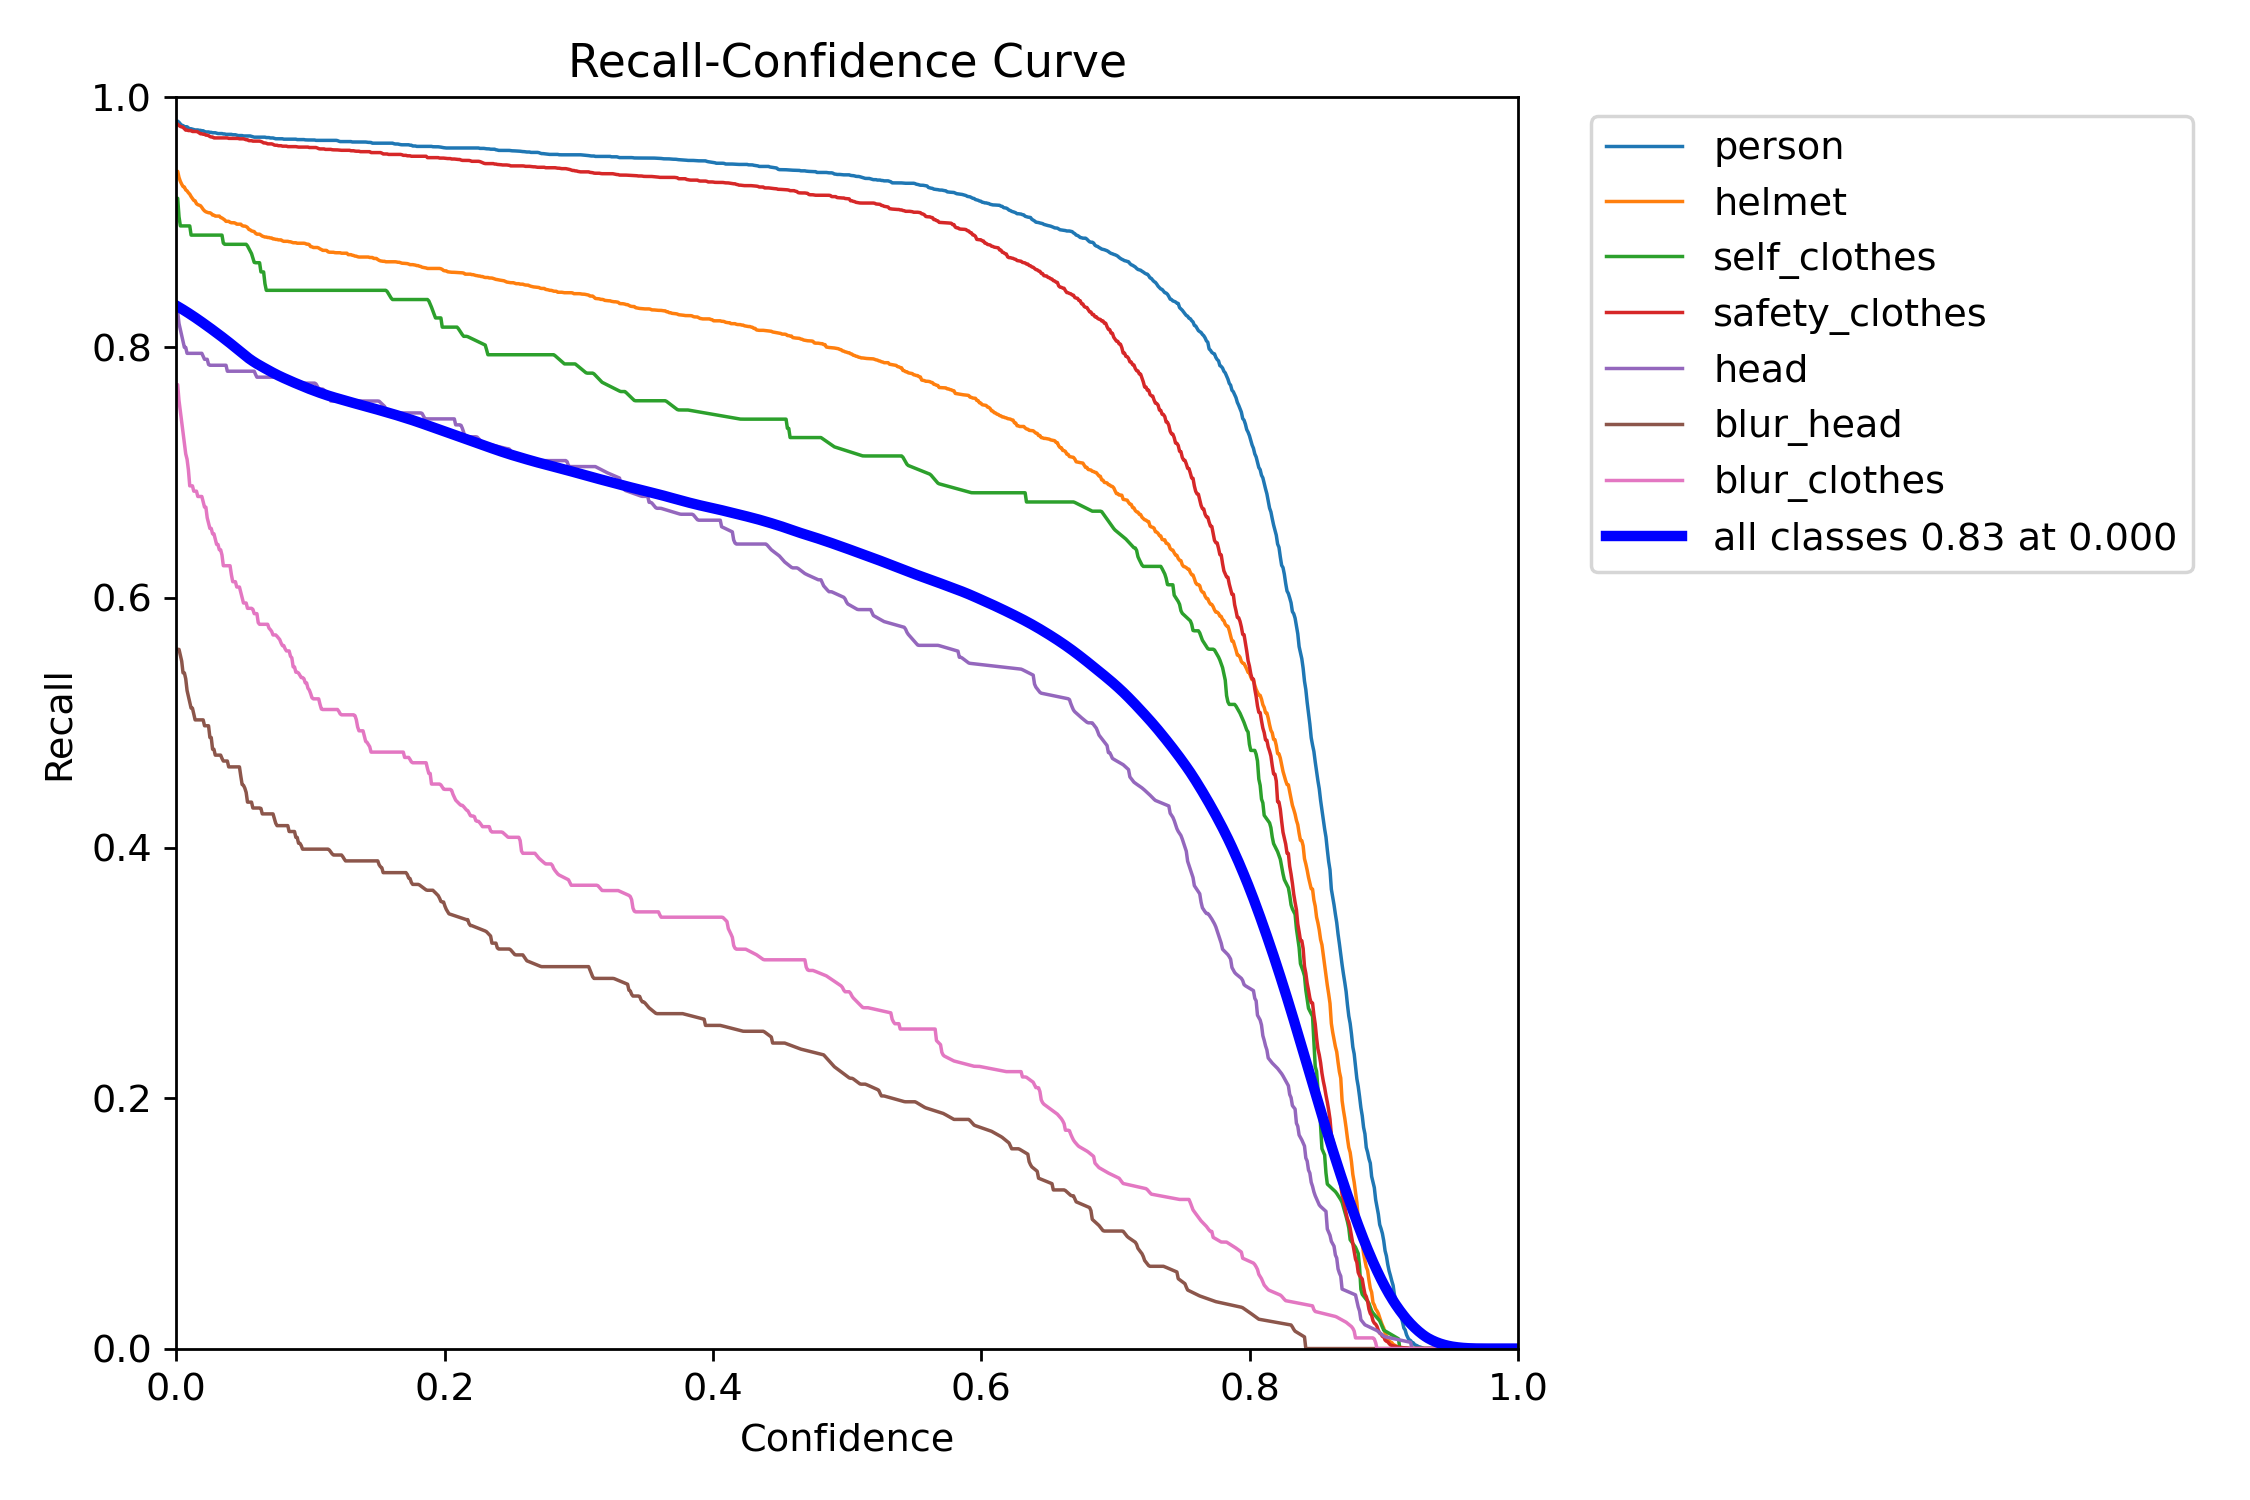 Recall-Confidence Curve
1.0
0.8
0.6
0.4
0.2
0.0
Recall
0.0 0.2 0.4 0.6 0.8 1.0
Confidence
person
helmet
self_clothes
safety_clothes
head
blur_head
blur_clothes
all classes 0.83 at 0.000